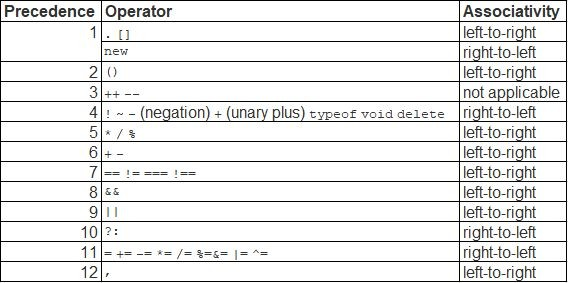 Precedence Operator Associativity
1 . [] left-to-right
new right-to-left
2 () left-to-right
3 ++ -- not applicable
4 ! ~ - (negation) + (unary plus) typeof void delete right-to-left
5 * / % left-to-right
6 + - left-to-right
7 == != === !== left-to-right
8 && left-to-right
9 || left-to-right
10 ?: right-to-left
11 = += -= *= /= %=&= |= ^= right-to-left
12 , left-to-right